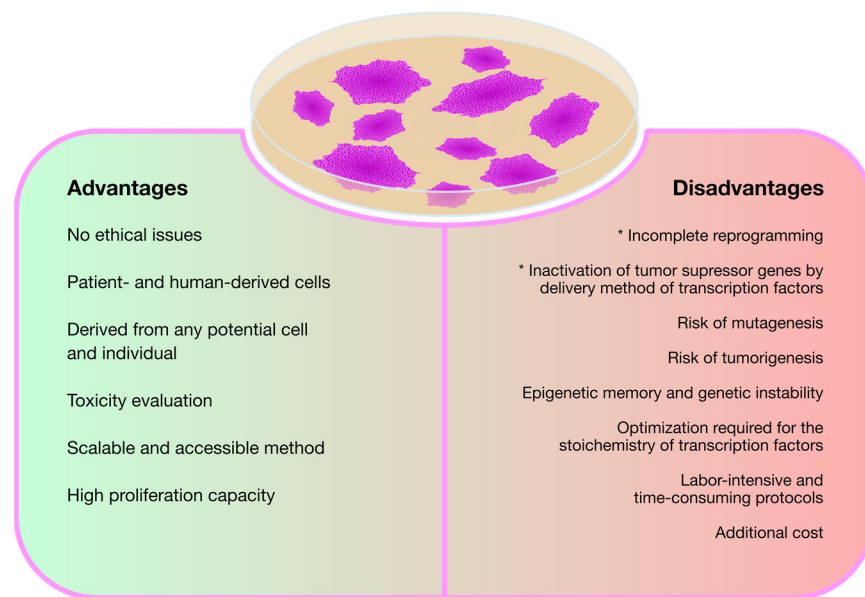 Advantages
No ethical issues
Patient- and human-derived cells
Derived from any potential cell
and individual
Toxicity evaluation
Scalable and accessible method
High proliferation capacity
Disadvantages
* Incomplete reprogramming
* Inactivation of tumor supressor genes by
delivery method of transcription factors
Risk of mutagenesis
Risk of tumorigenesis
Epigenetic memory and genetic instability
Optimization required for the
stoichemistry of transcription factors
Labor-intensive and
time-consuming protocols
Additional cost